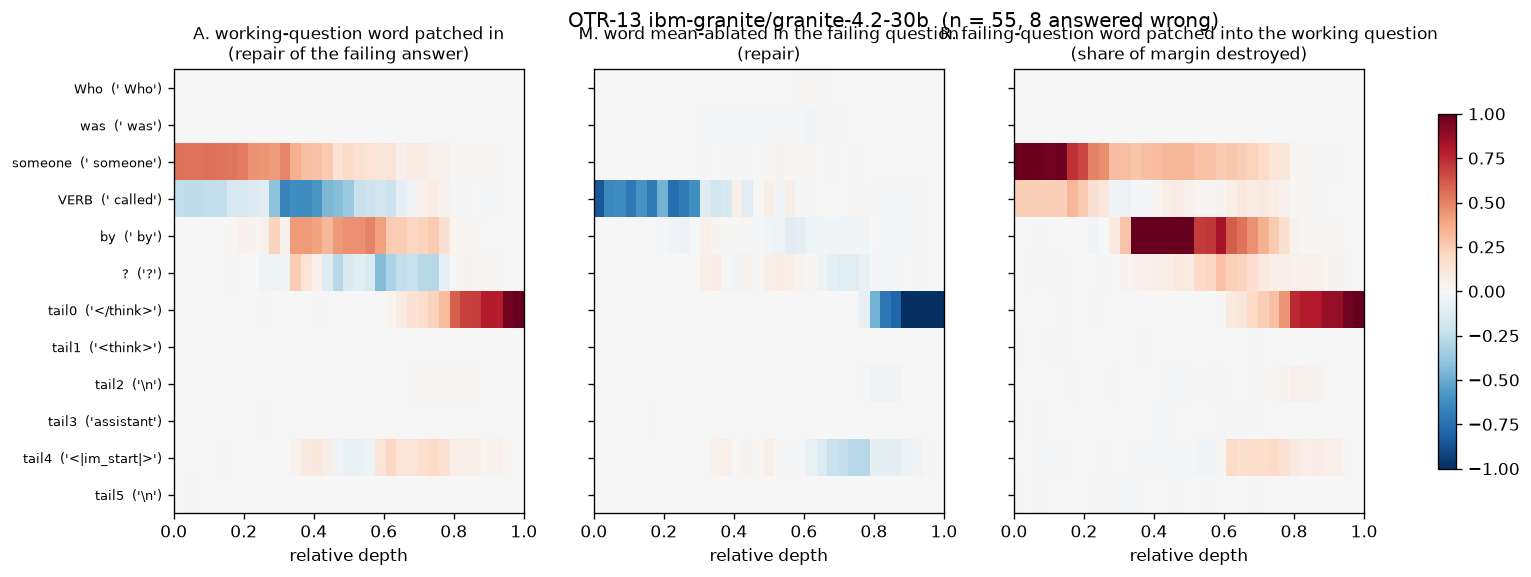 OTR-13 ibm-granite/granite-4.2-30b (n = 55, 8 answered wrong)
A. working-question word patched in
(repair of the failing answer)
M. word mean-ablated in the failing question
(repair)
R. failing-question word patched into the working question
(share of margin destroyed)
Who (' Who')
was (' was')
someone (' someone')
VERB (' called')
by (' by')
? ('?')
tail0 ('</think>')
tail1 ('<think>')
tail2 ('\n')
tail3 ('assistant')
tail4 ('<|im_start|>')
tail5 ('\n')
0.0 0.2 0.4 0.6 0.8 1.0
relative depth
0.0 0.2 0.4 0.6 0.8 1.0
relative depth
0.0 0.2 0.4 0.6 0.8 1.0
relative depth
1.00
0.75
0.50
0.25
0.00
−0.25
−0.50
−0.75
−1.00